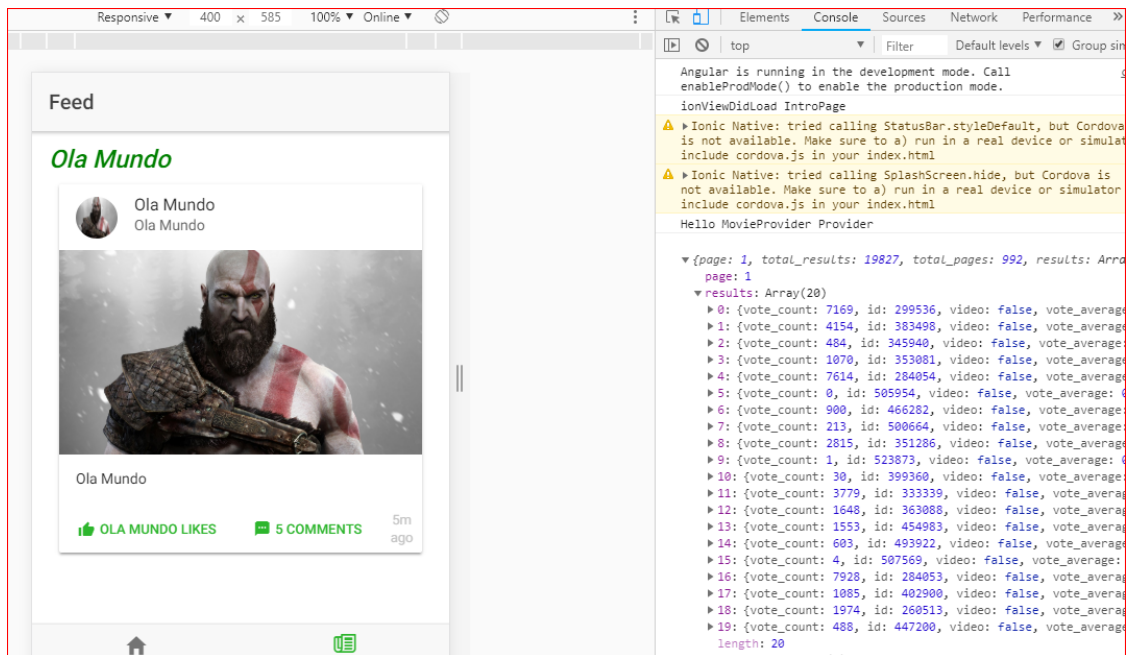 Responsive ▼ 400 × 585 100% ▼ Online ▼
Feed
Ola Mundo
Ola Mundo
Ola Mundo
Ola Mundo
OLA MUNDO LIKES 5 COMMENTS 5m ago
Elements Console Sources Network Performance »
top ▼ Filter Default levels ▼ Group sim
Angular is running in the development mode. Call
enableProdMode() to enable the production mode.
ionViewDidLoad IntroPage
▶Ionic Native: tried calling StatusBar.styleDefault, but Cordova
is not available. Make sure to a) run in a real device or simulat
include cordova.js in your index.html
▶Ionic Native: tried calling SplashScreen.hide, but Cordova is
not available. Make sure to a) run in a real device or simulator
include cordova.js in your index.html
Hello MovieProvider Provider
▼{page: 1, total_results: 19827, total_pages: 992, results: Arra
page: 1
▼results: Array(20)
▶0: {vote_count: 7169, id: 299536, video: false, vote_average
▶1: {vote_count: 4154, id: 383498, video: false, vote_average
▶2: {vote_count: 484, id: 345940, video: false, vote_average:
▶3: {vote_count: 1070, id: 353081, video: false, vote_average
▶4: {vote_count: 7614, id: 284054, video: false, vote_average
▶5: {vote_count: 0, id: 505954, video: false, vote_average: 0
▶6: {vote_count: 900, id: 466282, video: false, vote_average:
▶7: {vote_count: 213, id: 500664, video: false, vote_average:
▶8: {vote_count: 2815, id: 351286, video: false, vote_average
▶9: {vote_count: 1, id: 523873, video: false, vote_average: 0
▶10: {vote_count: 30, id: 399360, video: false, vote_average:
▶11: {vote_count: 3779, id: 333339, video: false, vote_averag
▶12: {vote_count: 1648, id: 363088, video: false, vote_averag
▶13: {vote_count: 1553, id: 454983, video: false, vote_averag
▶14: {vote_count: 603, id: 493922, video: false, vote_average
▶15: {vote_count: 4, id: 507569, video: false, vote_average:
▶16: {vote_count: 7928, id: 284053, video: false, vote_averag
▶17: {vote_count: 1085, id: 402900, video: false, vote_averag
▶18: {vote_count: 1974, id: 260513, video: false, vote_averag
▶19: {vote_count: 488, id: 447200, video: false, vote_average
length: 20